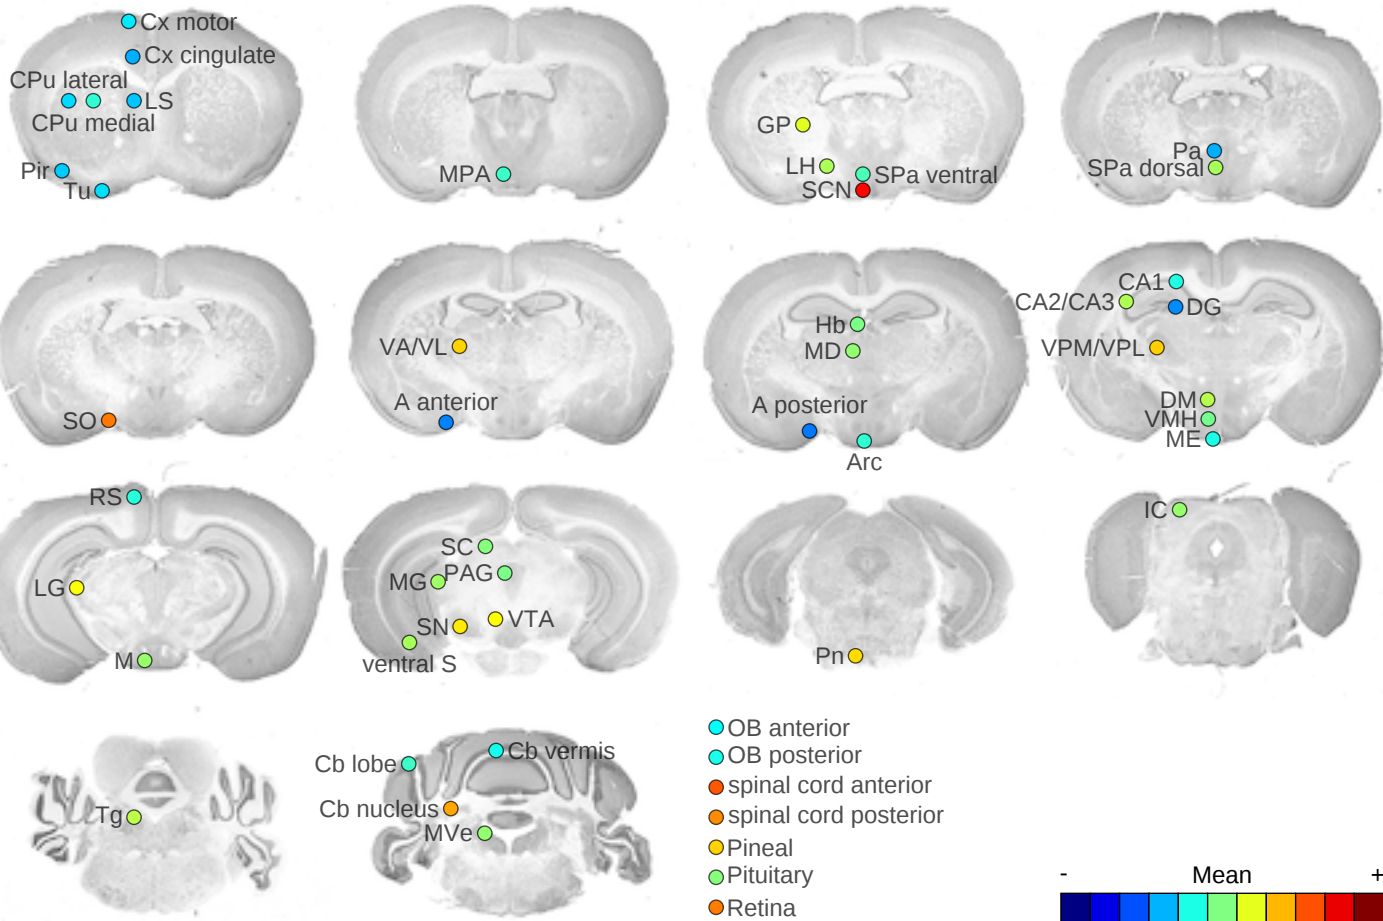 Cx motor
Cx cingulate
CPu lateral
LS
CPu medial
Pir
Tu
MPA
GP
LH
SPa ventral
SCN
Pa
SPa dorsal
SO
VA/VL
A anterior
Hb
MD
A posterior
Arc
CA1
CA2/CA3
DG
VPM/VPL
DM
VMH
ME
RS
LG
M
SC
PAG
MG
SN
VTA
ventral S
Pn
IC
Tg
Cb lobe
Cb vermis
Cb nucleus
MVe
OB anterior
OB posterior
spinal cord anterior
spinal cord posterior
Pineal
Pituitary
Retina
- Mean +